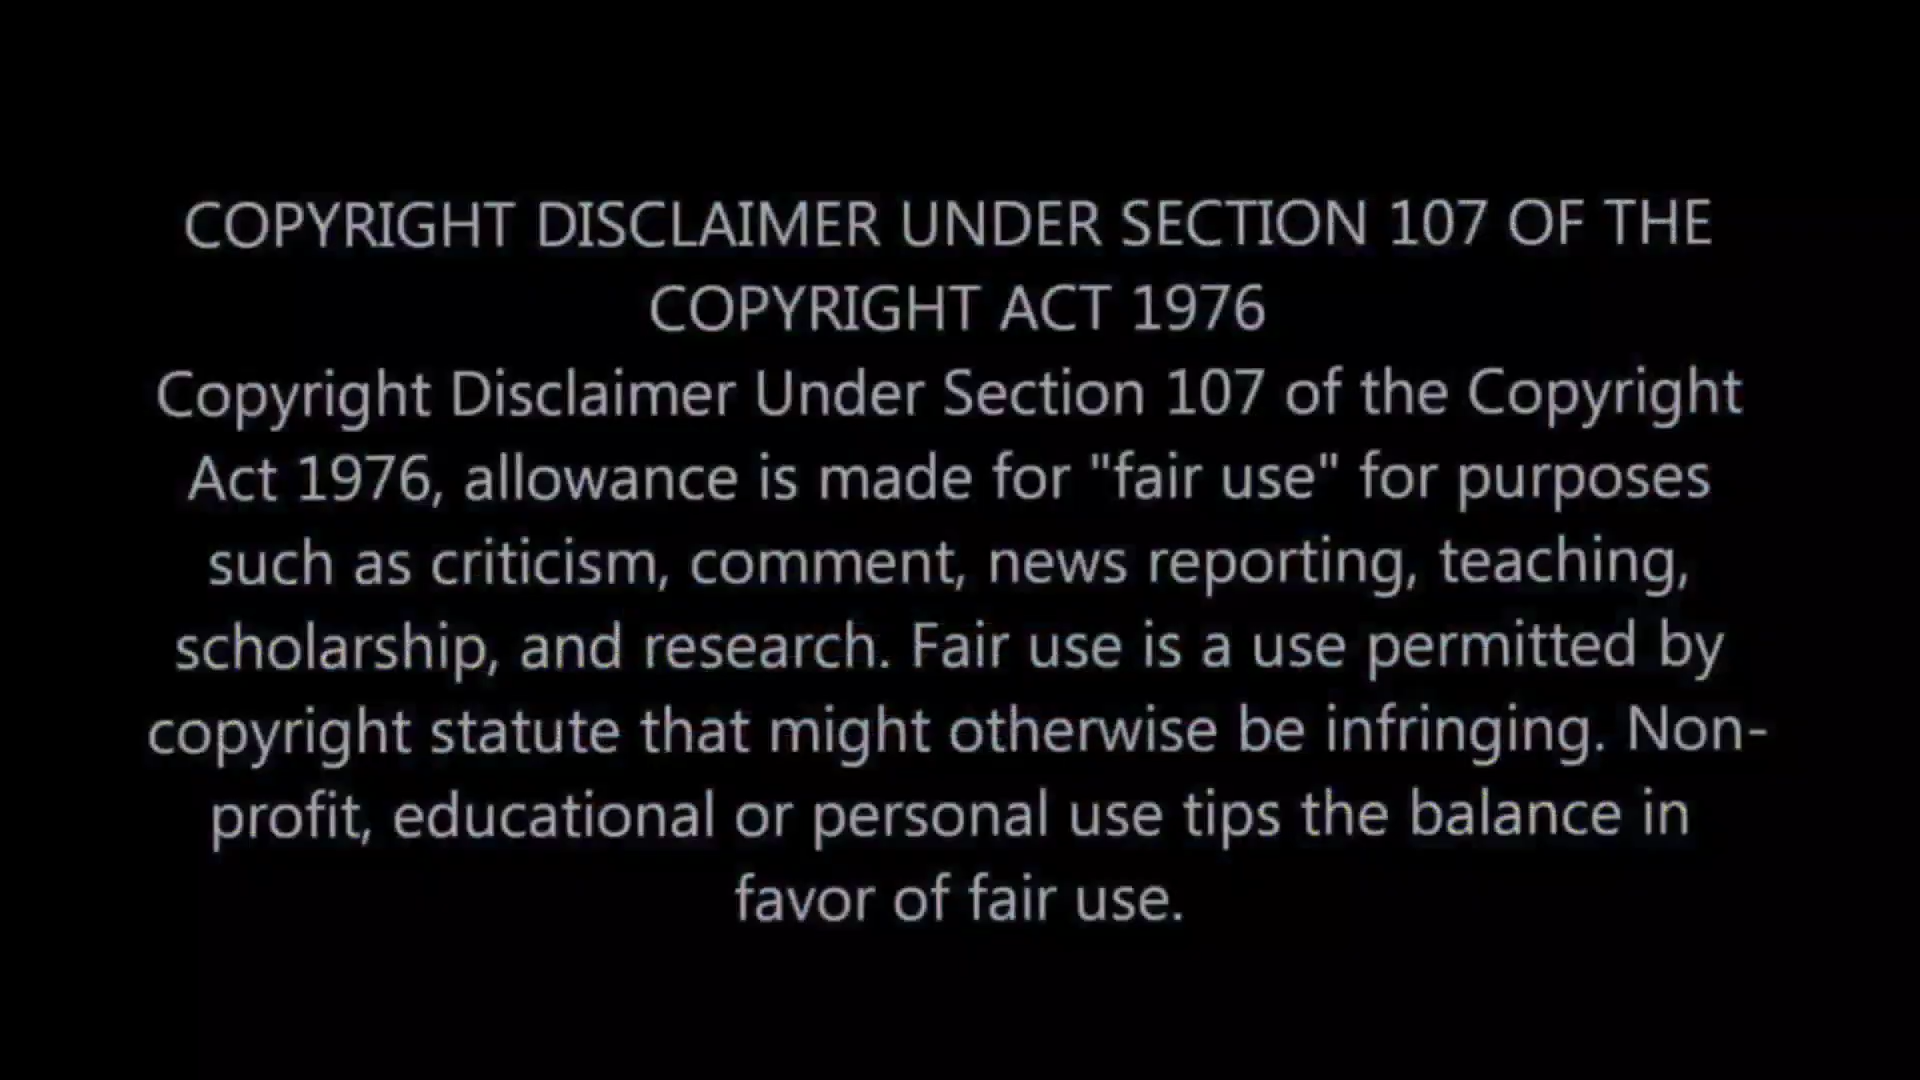 COPYRIGHT DISCLAIMER UNDER SECTION 107 OF THE
COPYRIGHT ACT 1976
Copyright Disclaimer Under Section 107 of the Copyright
Act 1976, allowance is made for "fair use" for purposes
such as criticism, comment, news reporting, teaching,
scholarship, and research. Fair use is a use permitted by
copyright statute that might otherwise be infringing. Non-
profit, educational or personal use tips the balance in
favor of fair use.